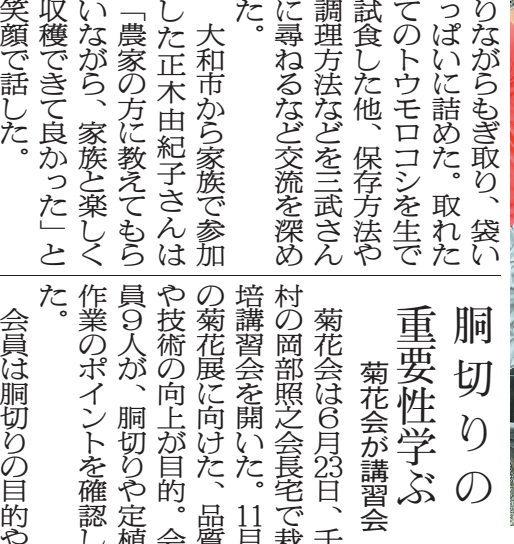 りながらもぎ取り、袋い
っぱいに詰めた。取れた
てのトウモロコシを生で
試食した他、保存方法や
調理方法などを三武さん
に尋ねるなど交流を深め
た。
大和市から家族で参加
した正木由紀子さんは
「農家の方に教えてもら
いながら、家族と楽しく
収穫できて良かった」と
笑顔で話した。
胴切りの
重要性学ぶ
菊花会が講習会
菊花会は6月23日、千
村の岡部照之会長宅で栽
培講習会を開いた。11月
の菊花展に向けた、品質
や技術の向上が目的。会
員9人が、胴切りや定植
作業のポイントを確認し
た。
会員は胴切りの目的や